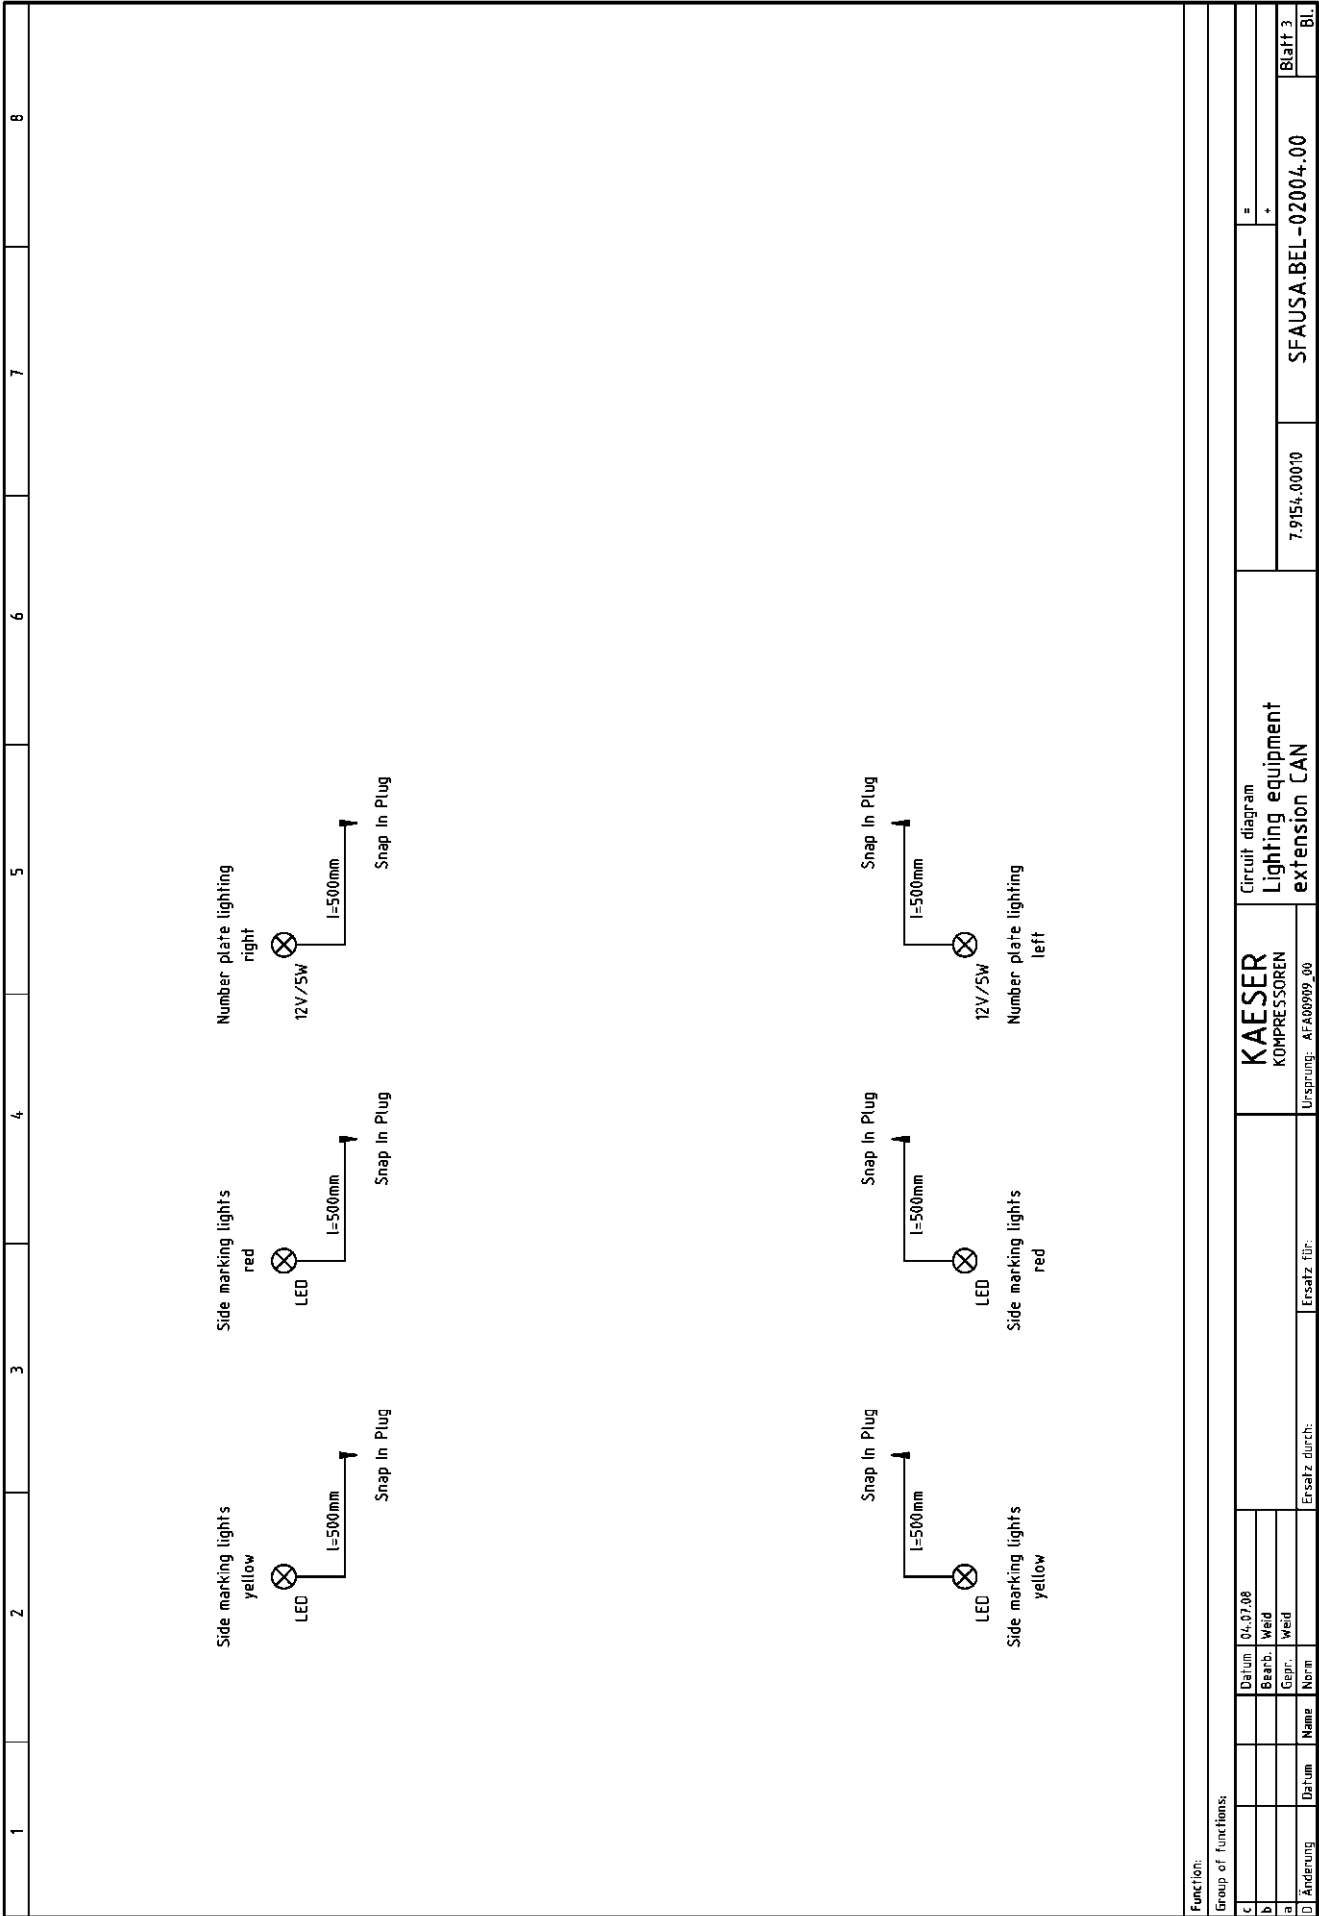 1
2
3
4
5
6
7
8
Side marking lights
yellow
LED
l=500mm
Snap In Plug
Side marking lights
red
LED
l=500mm
Snap In Plug
Number plate lighting
right
12V/5W
l=500mm
Snap In Plug
Snap In Plug
l=500mm
LED
Side marking lights
yellow
Snap In Plug
l=500mm
LED
Side marking lights
red
Snap In Plug
l=500mm
12V/5W
Number plate lighting
left
Function:
Group of functions:
c
Datum 04.07.08
b
Bearb. Weid
a
Gepr. Weid
D Änderung Datum Name Norm
Ersatz durch:
Ersatz für:
KAESER
KOMPRESSOREN
Ursprung: AFA00909_00
Circuit diagram
Lighting equipment
extension CAN
=
+
7.9154.00010
SFAUSA.BEL-02004.00
Blatt 3
Bl.